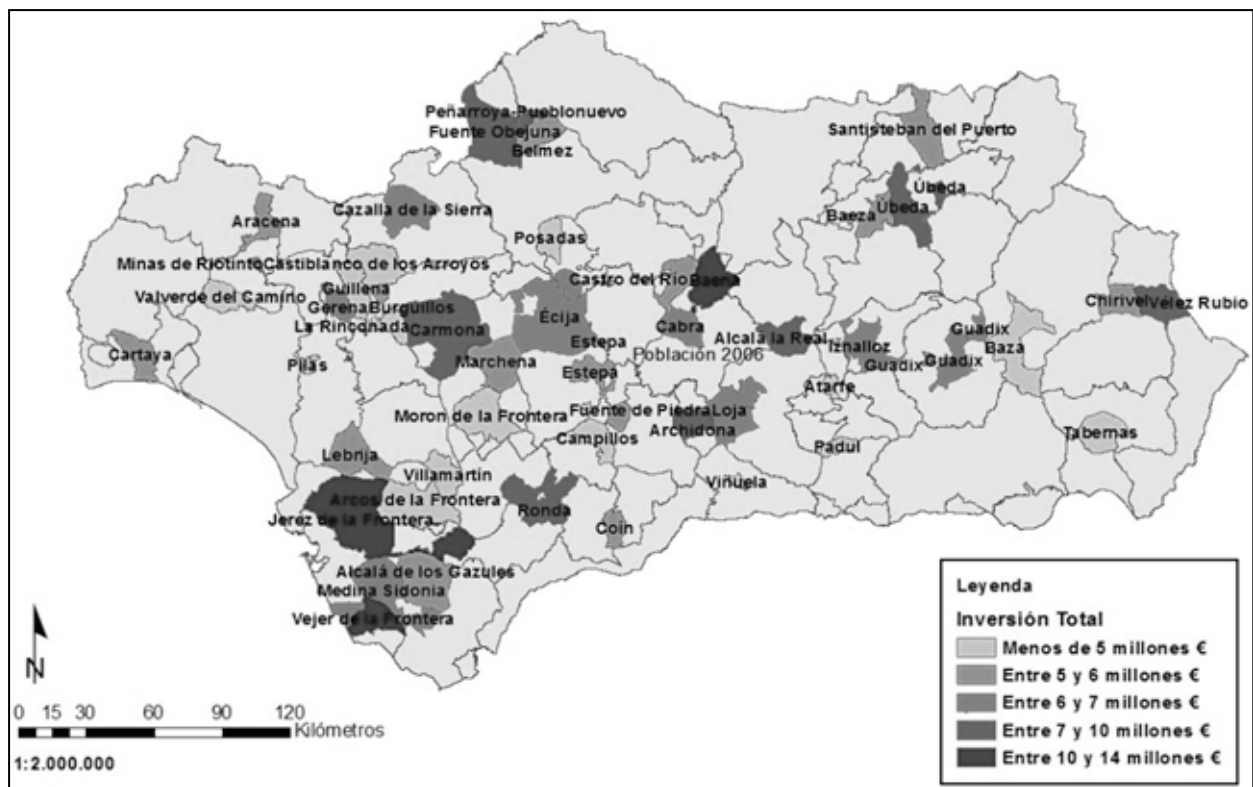 Peñarroya-Pueblonuevo
Fuente Obejuna
Belmez
Santisteban del Puerto
Úbeda
Baeza
Úbeda
Aracena
Cazalla de la Sierra
Posadas
Minas de Riotinto
Castiblanco de los Arroyos
Castro del Río
Baena
Valverde del Camino
Guillena
Gerena
Burguillos
Chirivel
Vélez Rubio
La Rinconada
Carmona
Écija
Cabra
Alcalá la Real
Iznalloz
Guadix
Baza
Cartaya
Pilas
Marchena
Estepa
Población 2006
Estepa
Guadix
Guadix
Atarfe
Moron de la Frontera
Fuente de Piedra
Loja
Archidona
Campillos
Padul
Tabernas
Lebrija
Villamartín
Viñuela
Arcos de la Frontera
Jerez de la Frontera
Ronda
Coín
Alcalá de los Gazules
Medina Sidonia
Vejer de la Frontera
N
0 15 30 60 90 120
Kilómetros
1:2.000.000
Leyenda
Inversión Total
Menos de 5 millones €
Entre 5 y 6 millones €
Entre 6 y 7 millones €
Entre 7 y 10 millones €
Entre 10 y 14 millones €